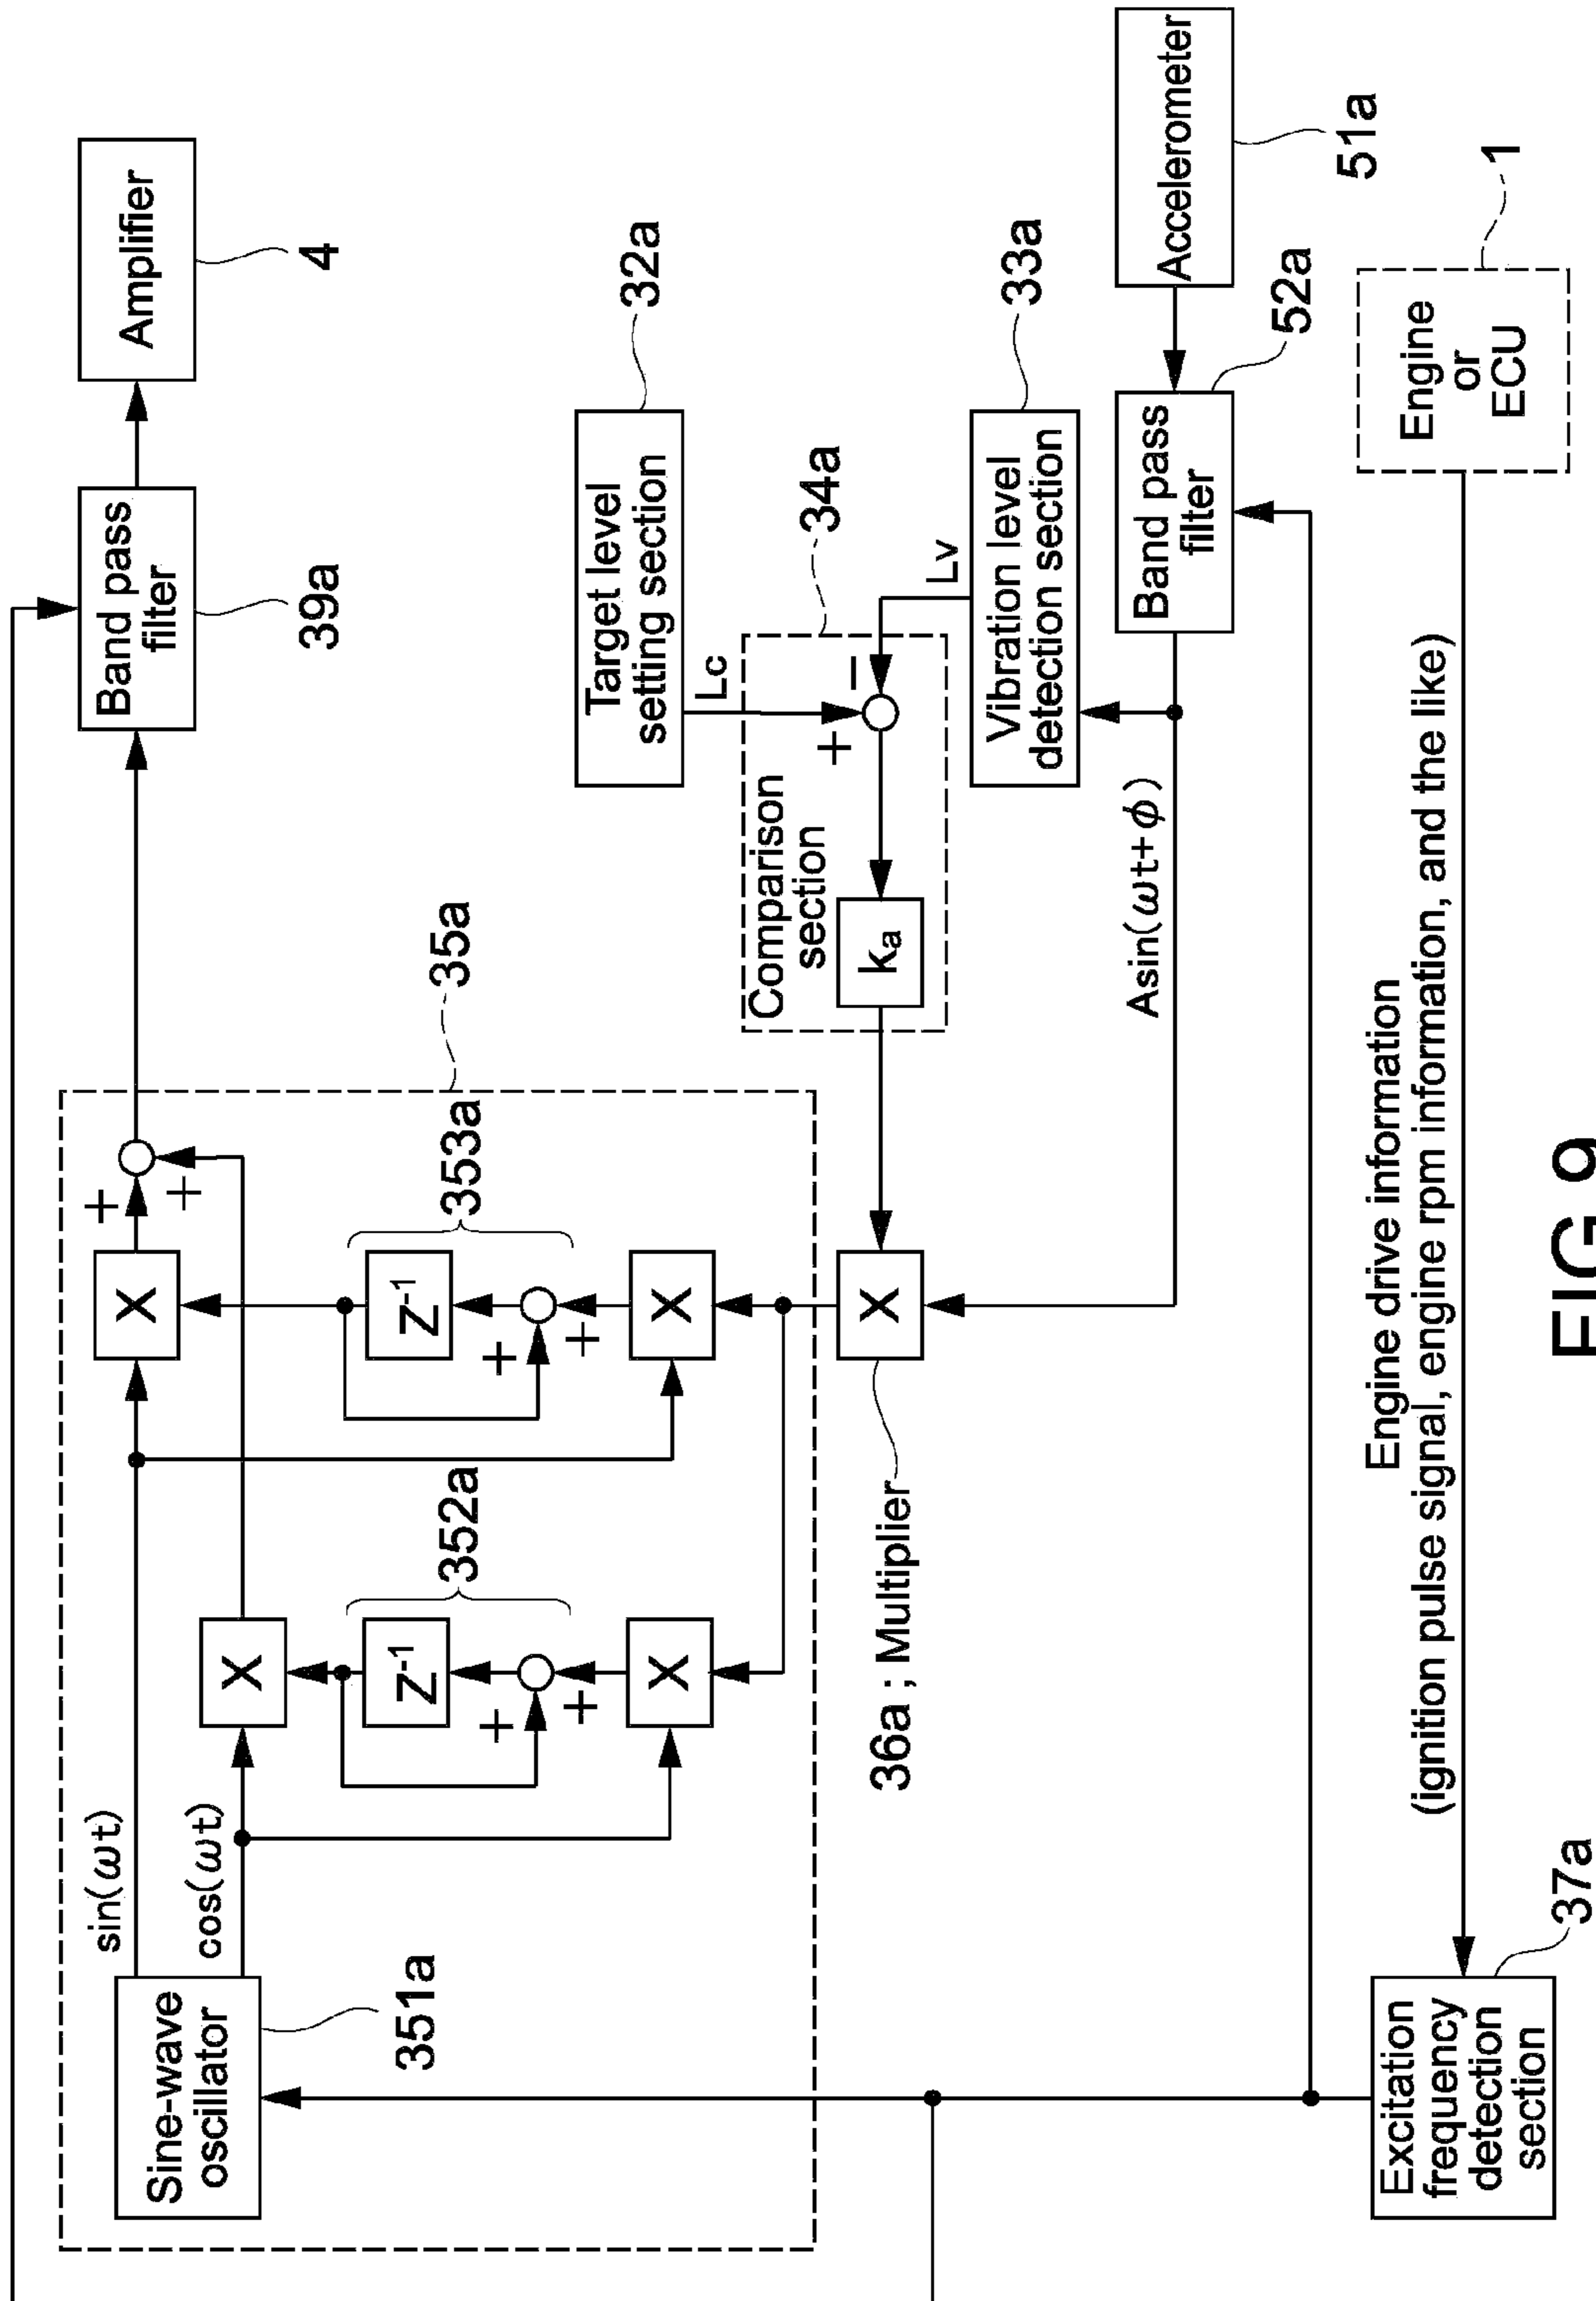 Sine-wave
oscillator
351a
sin(ωt)
cos(ωt)
X
X
Z-1
Z-1
+
+
+
+
X
X
352a
353a
+
+
35a
Band pass
filter
39a
Amplifier
4
Target level
setting section
32a
Lc
Comparison
section
34a
ka
+
−
Lv
Vibration level
detection section
33a
36a ; Multiplier
X
Asin(ωt+ϕ)
Band pass
filter
52a
Accelerometer
51a
Engine
or
ECU
1
Engine drive information
(ignition pulse signal, engine rpm information, and the like)
Excitation
frequency
detection
section
37a
FIG.9